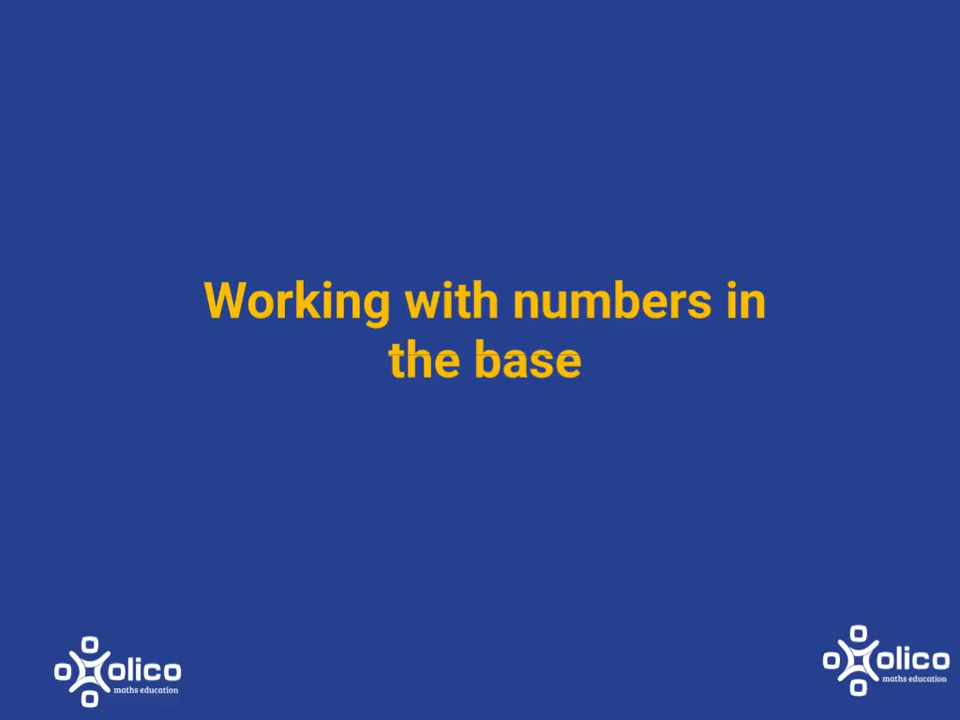 Working with numbers in
the base
olico
maths education
olico
maths education